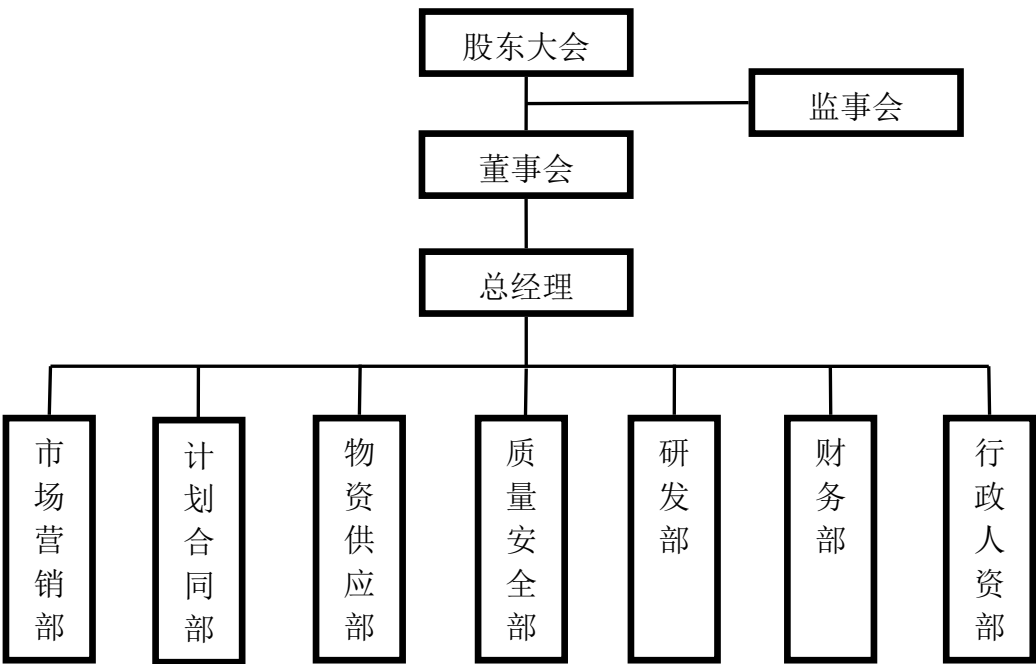 股东大会
监事会
董事会
总经理
市场营销部
计划合同部
物资供应部
质量安全部
研发部
财务部
行政人资部